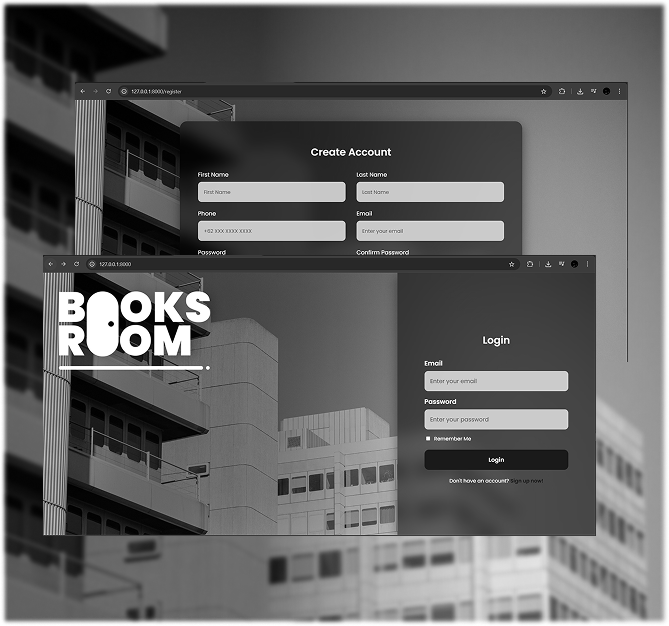 127.0.0.1:8000/register
Create Account
First Name
Last Name
First Name
Last Name
Phone
Email
+62 XXX XXXX XXXX
Enter your email
Password
Confirm Password
127.0.0.1:8000
BOOKS
ROOM
Login
Email
Enter your email
Password
Enter your password
Remember Me
Login
Don't have an account? Sign up now!